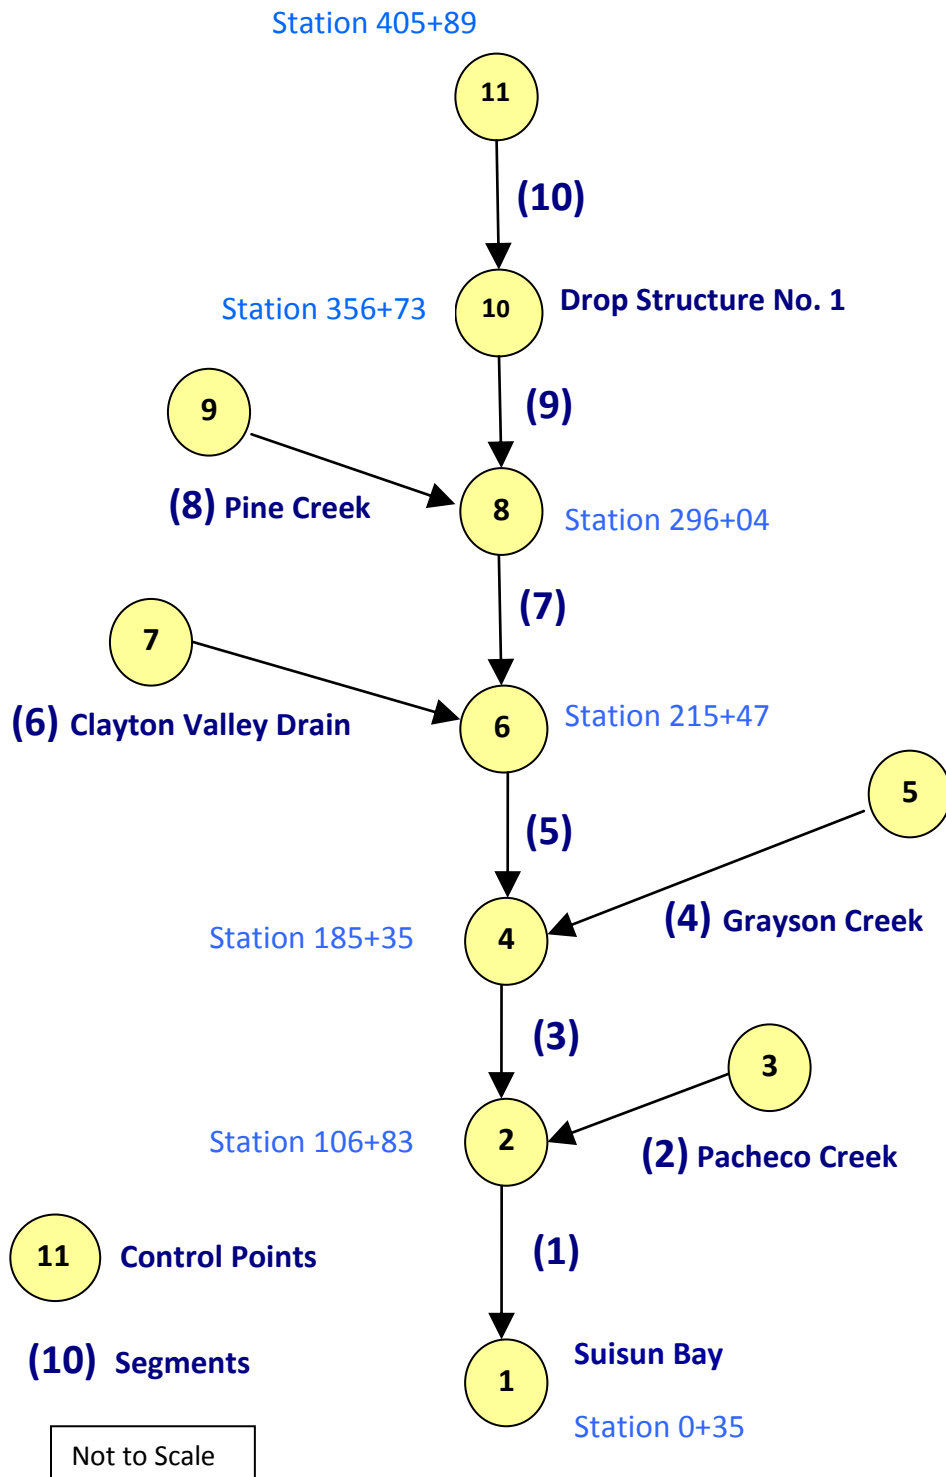 Station 405+89
11
(10)
Station 356+73
10
Drop Structure No. 1
9
(9)
(8) Pine Creek
8
Station 296+04
(7)
7
(6) Clayton Valley Drain
6
Station 215+47
5
(5)
(4) Grayson Creek
Station 185+35
4
(3)
3
Station 106+83
2
(2) Pacheco Creek
11
Control Points
(1)
(10) Segments
1
Suisun Bay
Station 0+35
Not to Scale